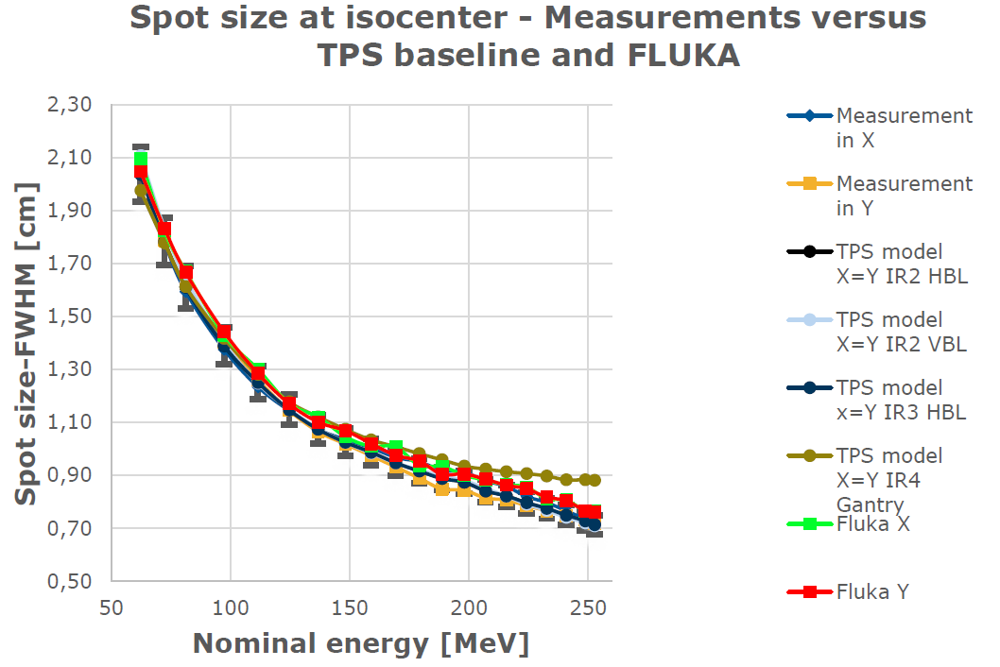 Spot size at isocenter - Measurements versus
TPS baseline and FLUKA
Spot size-FWHM [cm]
2,30
2,10
1,90
1,70
1,50
1,30
1,10
0,90
0,70
0,50
50
100
150
200
250
Nominal energy [MeV]
Measurement
in X
Measurement
in Y
TPS model
X=Y IR2 HBL
TPS model
X=Y IR2 VBL
TPS model
x=Y IR3 HBL
TPS model
X=Y IR4
Gantry
Fluka X
Fluka Y